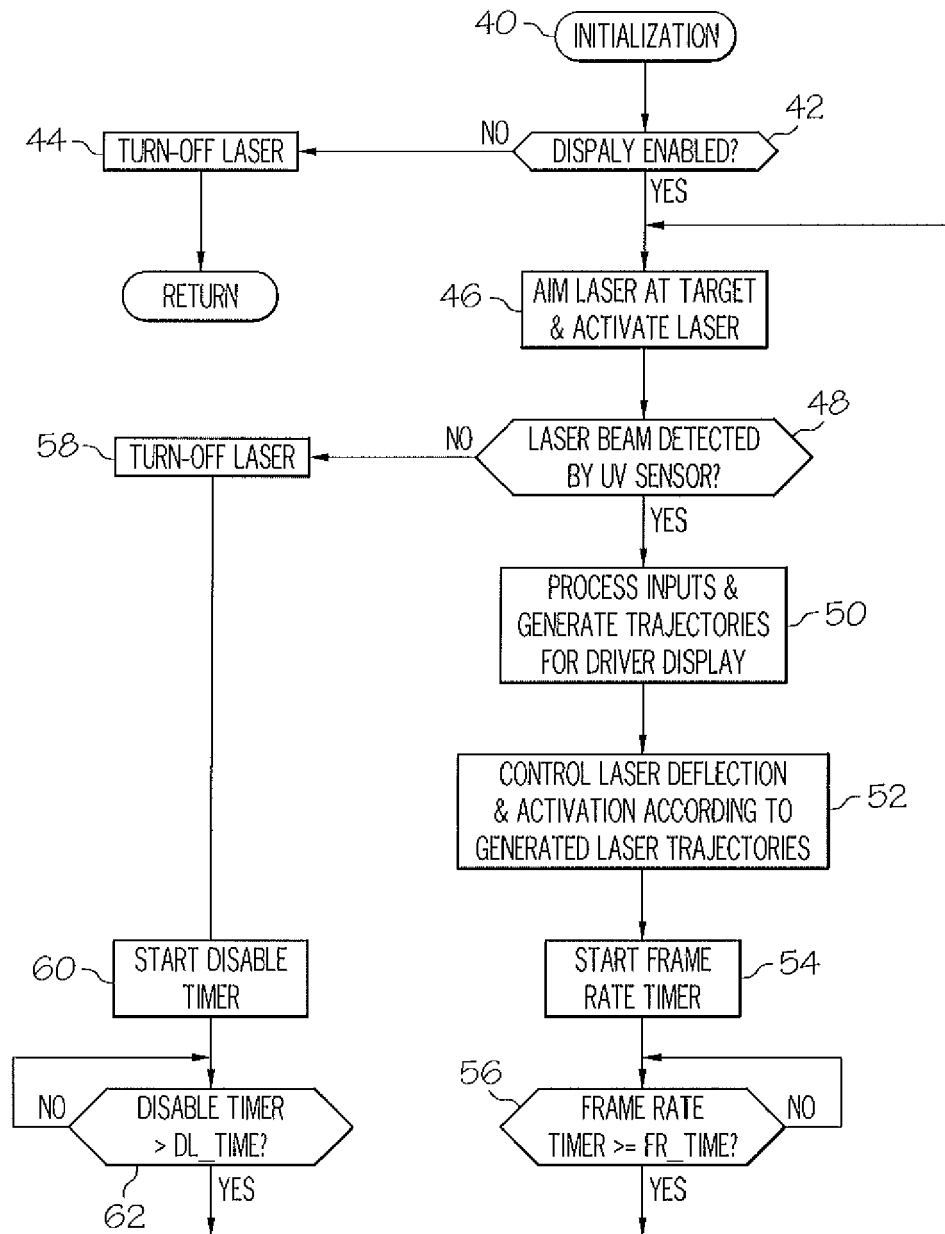 40
INITIALIZATION
42
44
TURN-OFF LASER
NO
DISPALY ENABLED?
YES
RETURN
46
AIM LASER AT TARGET
& ACTIVATE LASER
48
58
TURN-OFF LASER
NO
LASER BEAM DETECTED
BY UV SENSOR?
YES
PROCESS INPUTS &
GENERATE TRAJECTORIES
FOR DRIVER DISPLAY
50
CONTROL LASER DEFLECTION
& ACTIVATION ACCORDING TO
GENERATED LASER TRAJECTORIES
52
60
START DISABLE
TIMER
START FRAME
RATE TIMER
54
56
NO
DISABLE TIMER
> DL_TIME?
FRAME RATE
TIMER >= FR_TIME?
NO
62
YES
YES